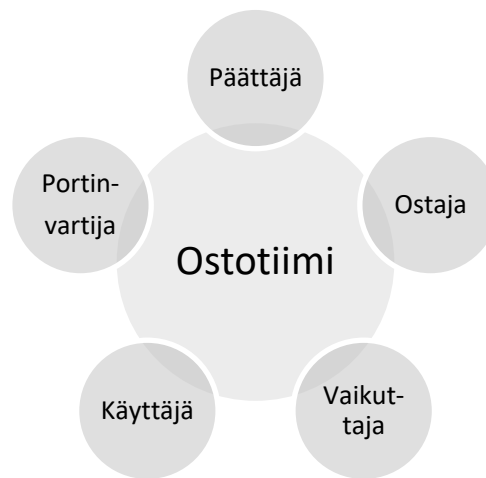 Päättäjä
Portin-
vartija
Ostaja
Ostotiimi
Käyttäjä
Vaikut-
taja